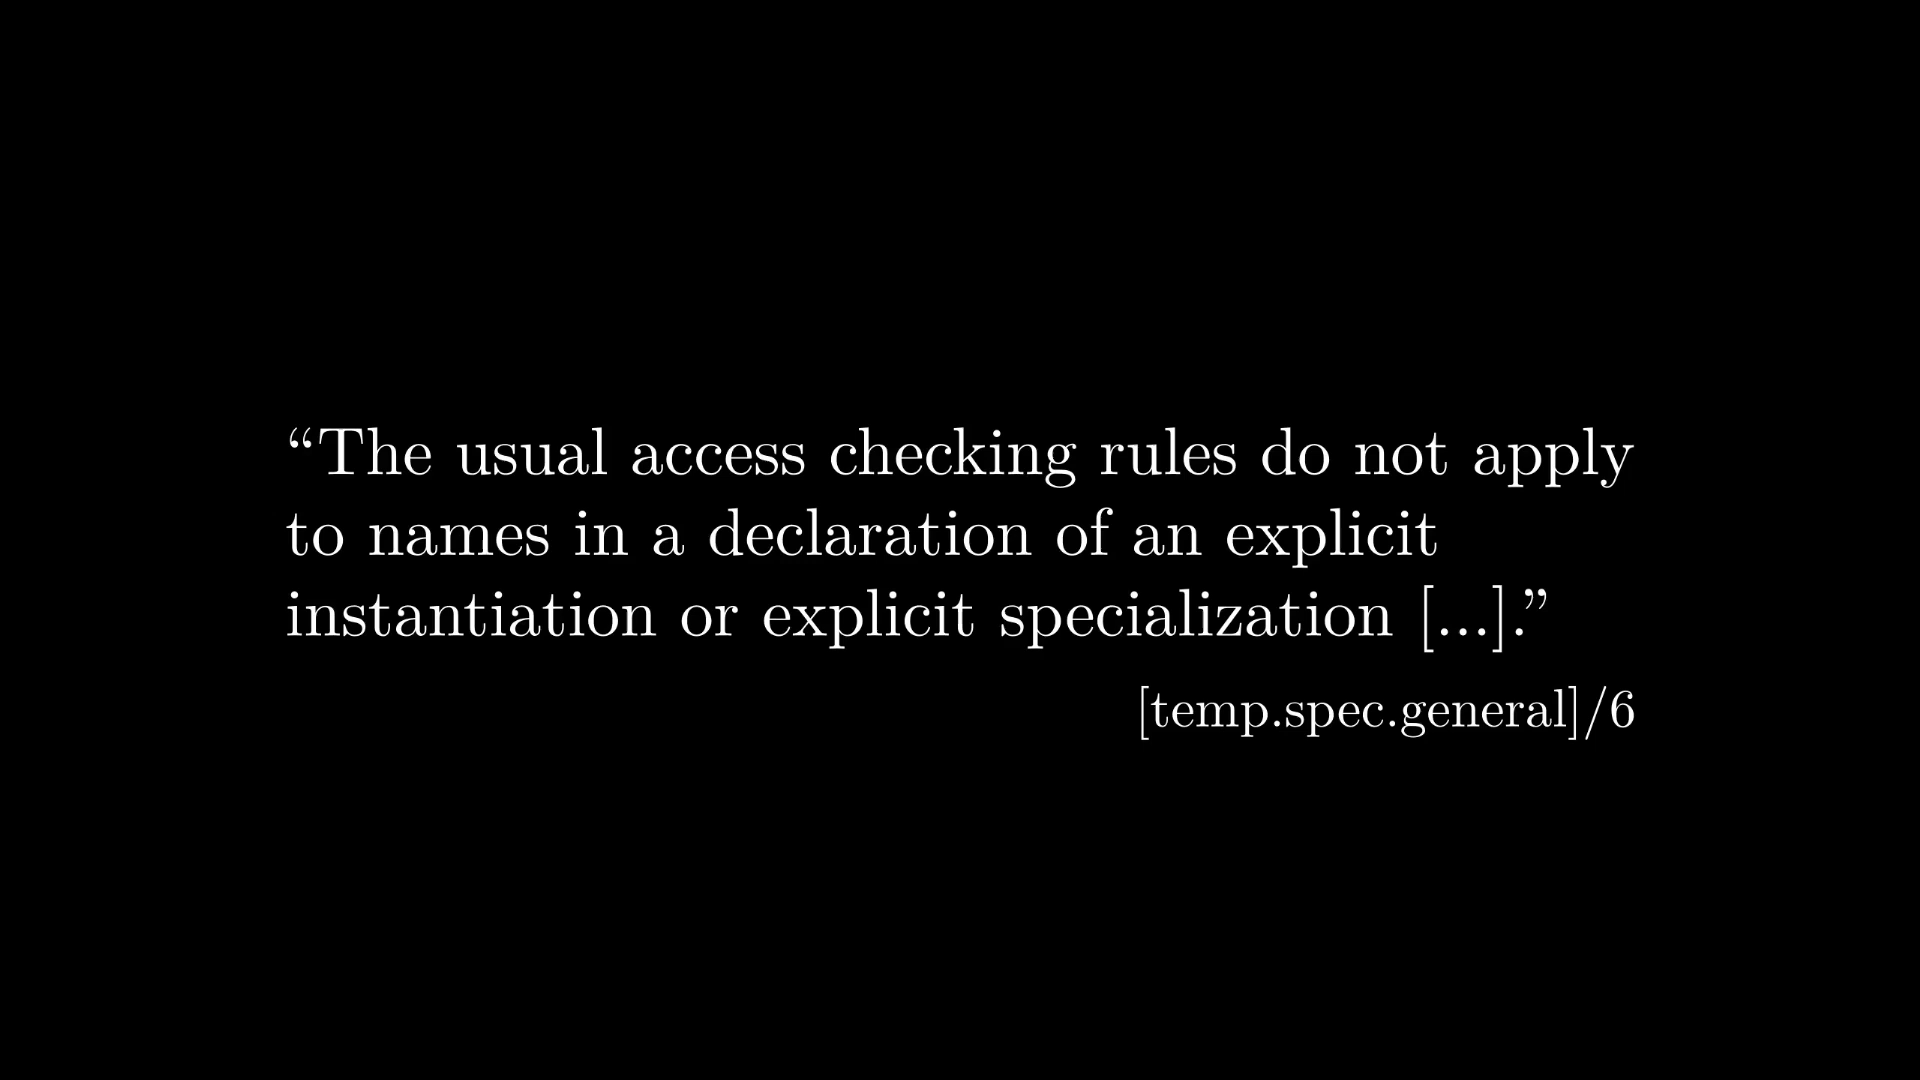 “The usual access checking rules do not apply
to names in a declaration of an explicit
instantiation or explicit specialization [...].”
[temp.spec.general]/6